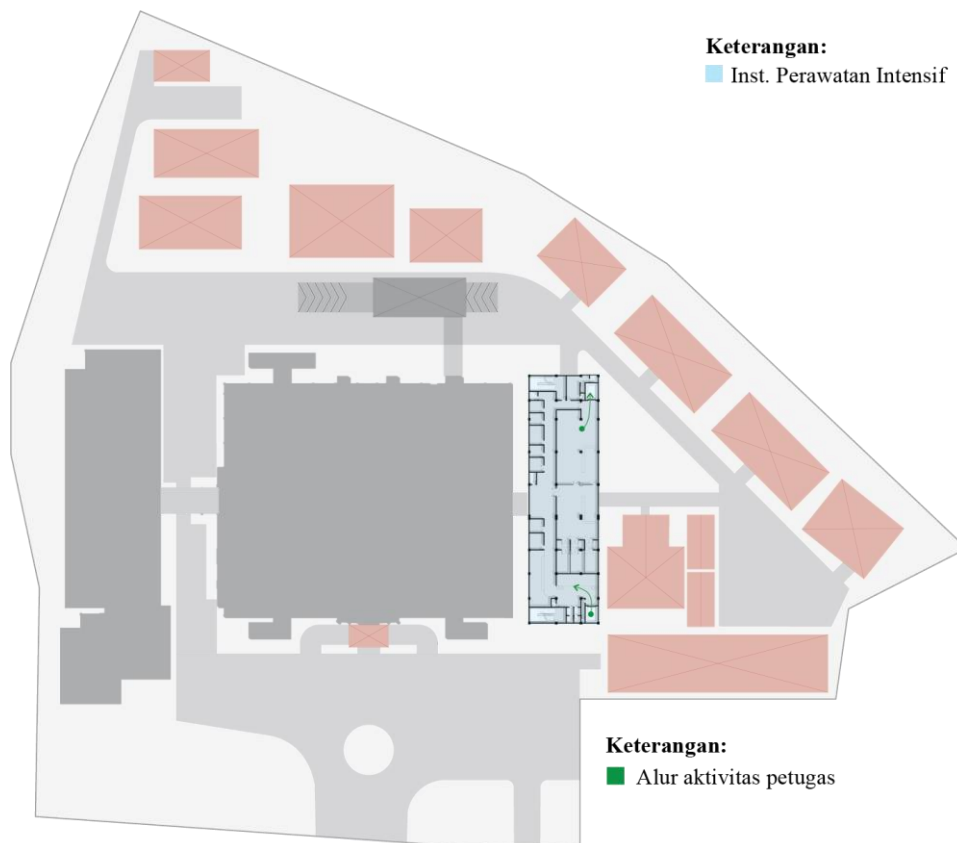 Keterangan:
Inst. Perawatan Intensif
Keterangan:
Alur aktivitas petugas